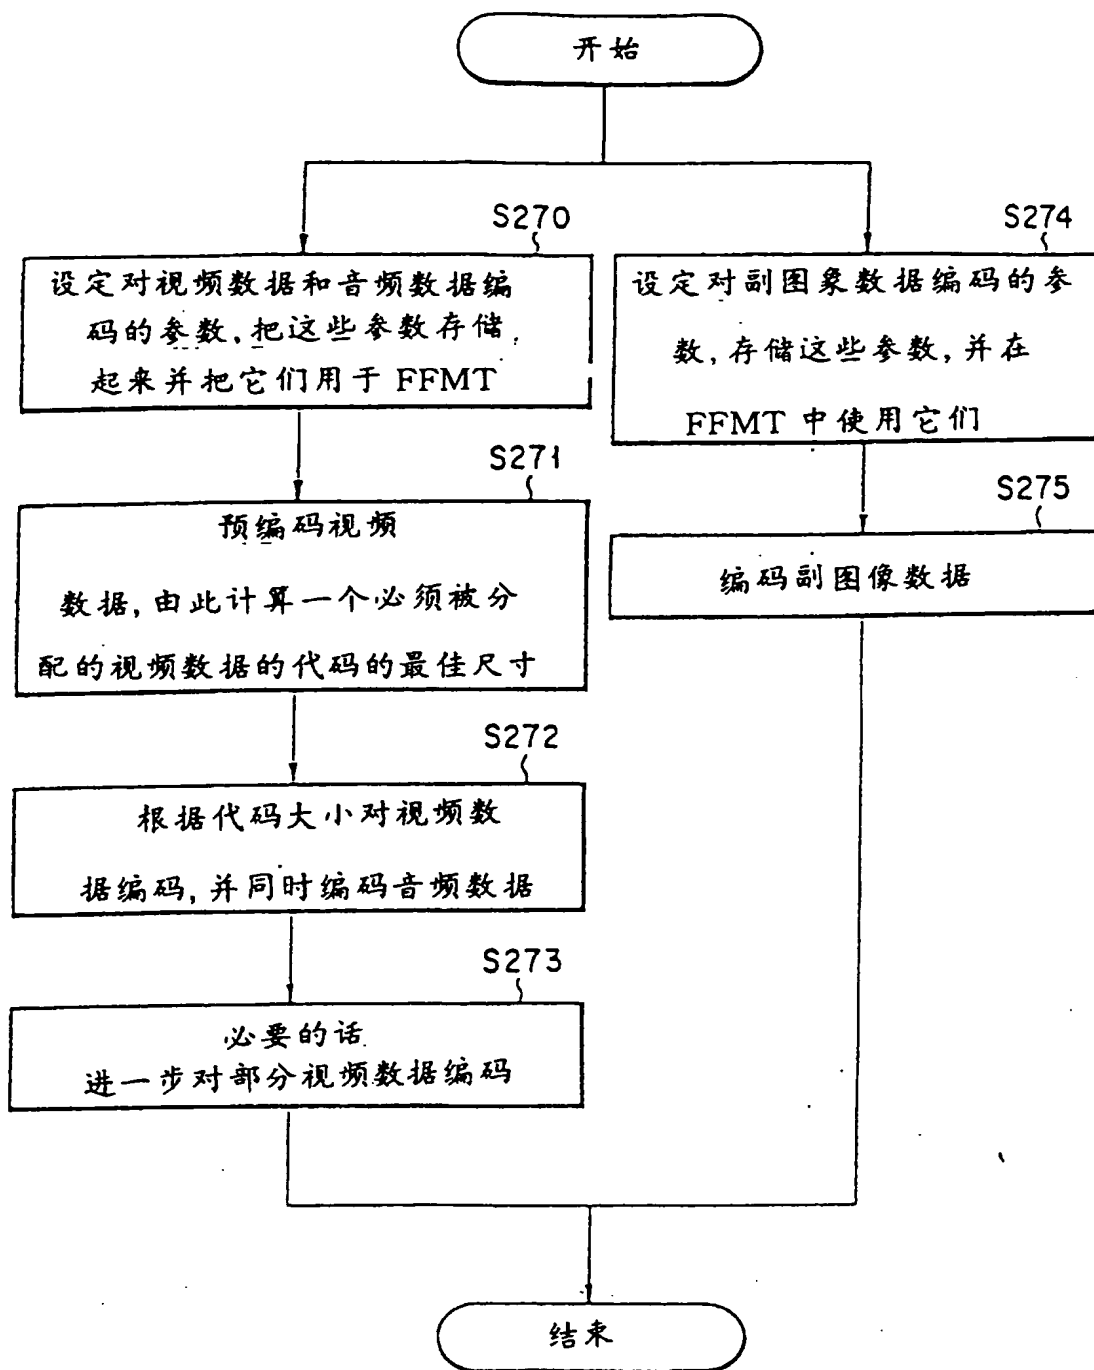 开始
S270
设定对视频数据和音频数据编
码的参数,把这些参数存储
起来并把它们用于 FFMT
S271
预编码视频
数据,由此计算一个必须被分
配的视频数据的代码的最佳尺寸
S272
根据代码大小对视频数
据编码,并同时编码音频数据
S273
必要的话
进一步对部分视频数据编码
S274
设定对副图象数据编码的参
数,存储这些参数,并在
FFMT 中使用它们
S275
编码副图像数据
结束